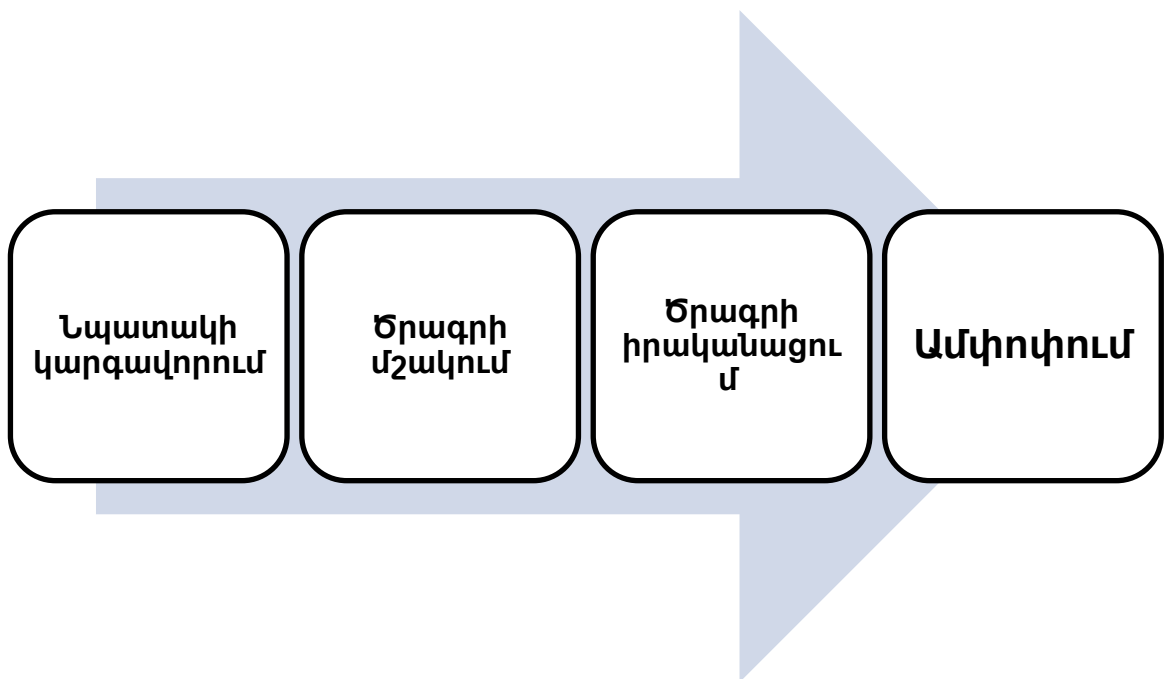 Նպատակի
կարգավորում
Ծրագրի
մշակում
Ծրագրի
իրականացու
մ
Ամփոփում